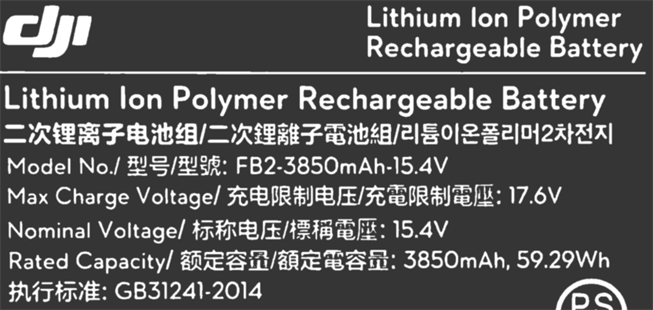 dji
Lithium Ion Polymer
Rechargeable Battery
Lithium Ion Polymer Rechargeable Battery
二次锂离子电池组/二次鋰離子電池組/리튬이온폴리머2차전지
Model No./ 型号/型號: FB2-3850mAh-15.4V
Max Charge Voltage/ 充电限制电压/充電限制電壓: 17.6V
Nominal Voltage/ 标称电压/標稱電壓: 15.4V
Rated Capacity/ 额定容量/額定電容量: 3850mAh, 59.29Wh
执行标准: GB31241-2014
PS